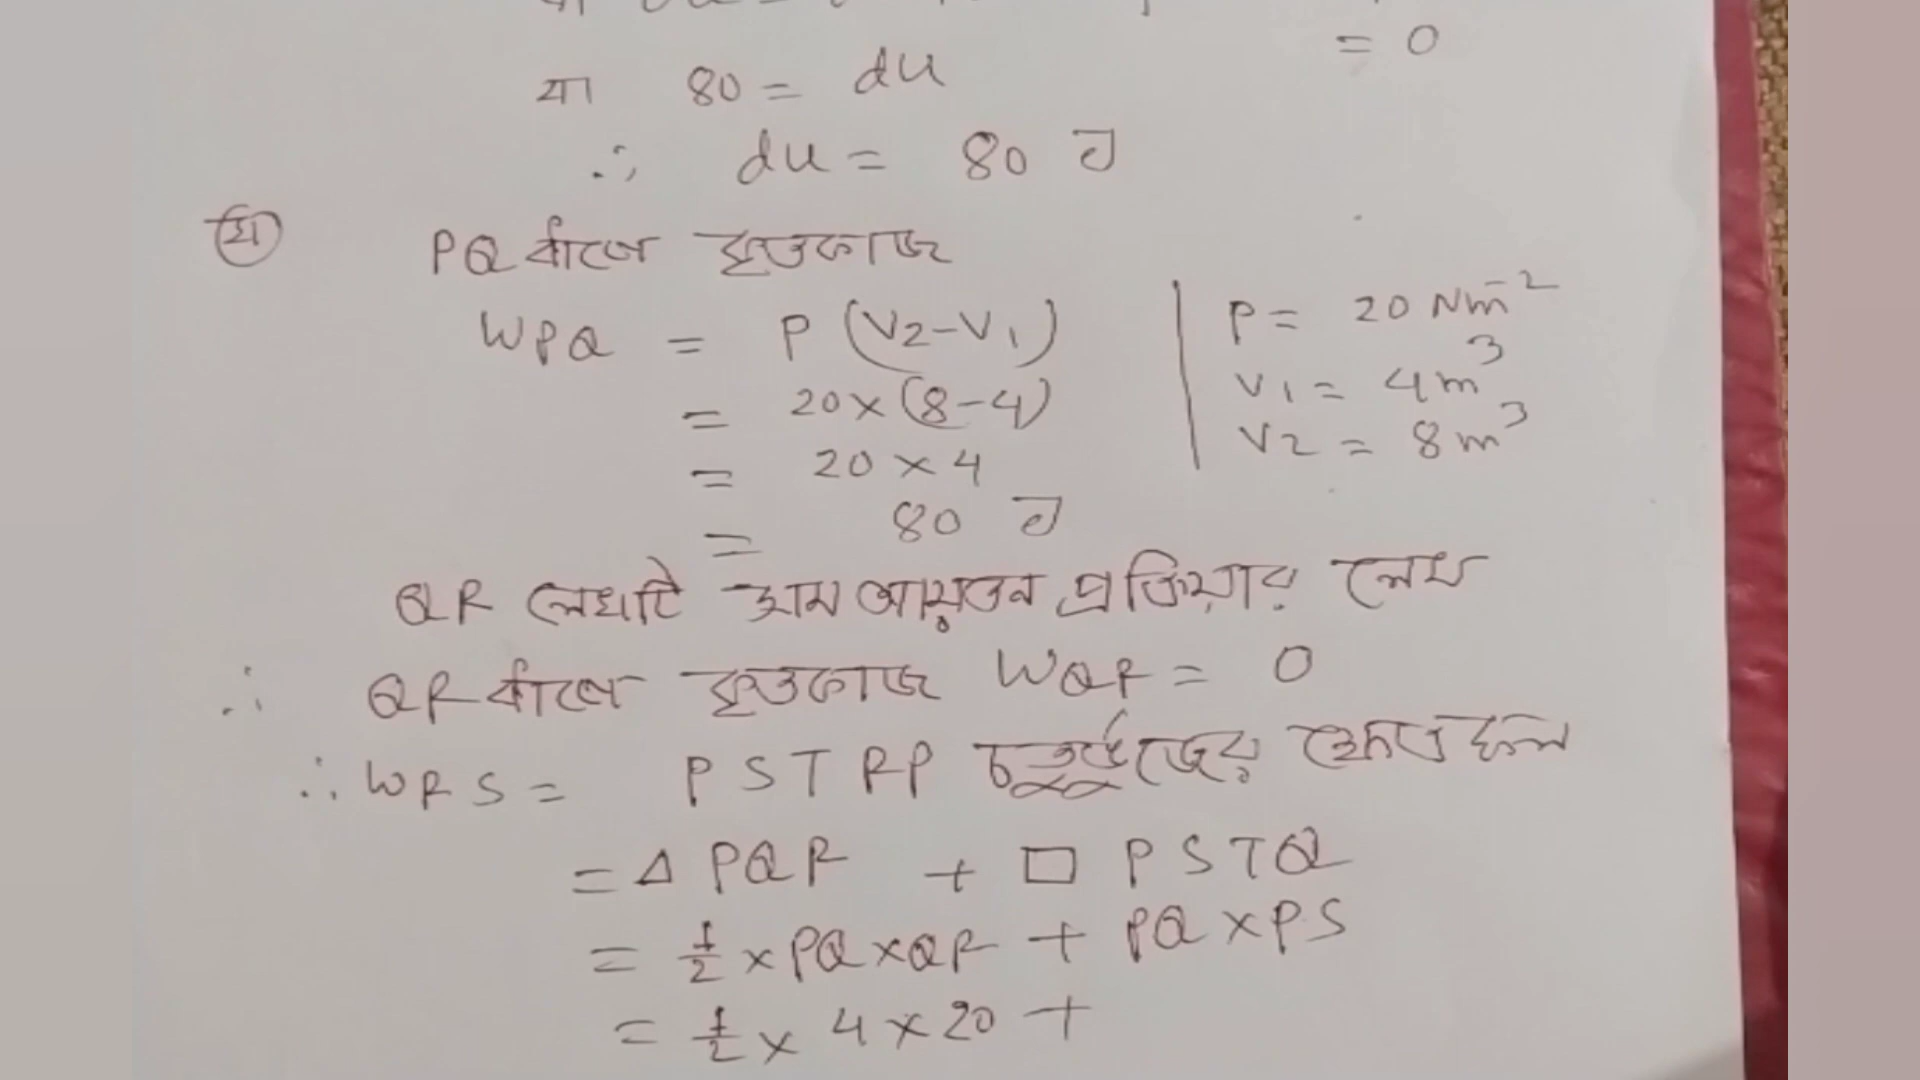 = 0
বা 80 = du
∴ du = 80 J
ঘ PQ র্বাপে কৃতকাজ
WPQ = P (V2-V1)
P = 20 Nm⁻²
= 20×(8-4)
V1 = 4m³
= 20 × 4
V2 = 8m³
= 80 J
QR লেখটি সম আয়তন প্রক্রিয়ার লেখ
∴ QR র্বাপে কৃতকাজ WQR = 0
∴ WRS = PSTRP চতুর্ভুজের ক্ষেত্রফল
= Δ PQR + □ PSTQ
= ½ × PQ × QR + PQ × PS
= ½ × 4 × 20 +